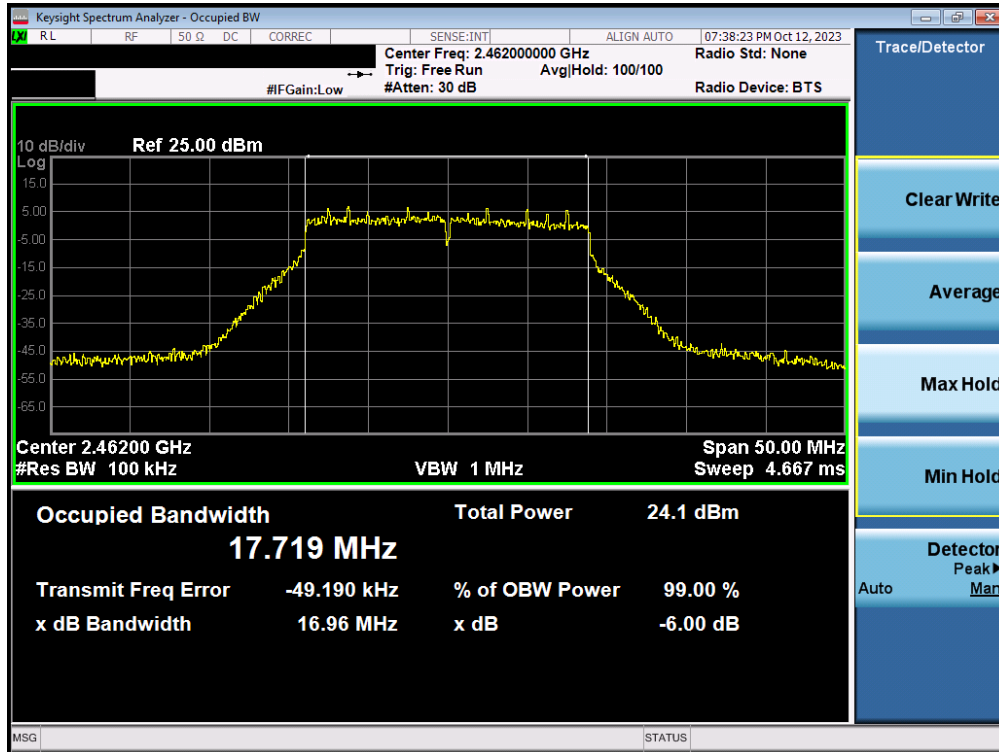 Keysight Spectrum Analyzer - Occupied BW
LXI RL RF 50 Ω DC CORREC SENSE:INT ALIGN AUTO 07:38:23 PM Oct 12, 2023
Center Freq: 2.462000000 GHz Radio Std: None
Trig: Free Run Avg|Hold: 100/100
#IFGain:Low #Atten: 30 dB Radio Device: BTS
Trace/Detector
10 dB/div Ref 25.00 dBm
Log
15.0
5.00
-5.00
-15.0
-25.0
-35.0
-45.0
-55.0
-65.0
Center 2.46200 GHz Span 50.00 MHz
#Res BW 100 kHz VBW 1 MHz Sweep 4.667 ms
Occupied Bandwidth Total Power 24.1 dBm
17.719 MHz
Transmit Freq Error -49.190 kHz % of OBW Power 99.00 %
x dB Bandwidth 16.96 MHz x dB -6.00 dB
Clear Write
Average
Max Hold
Min Hold
Detector
Peak▶
Auto Man
MSG STATUS